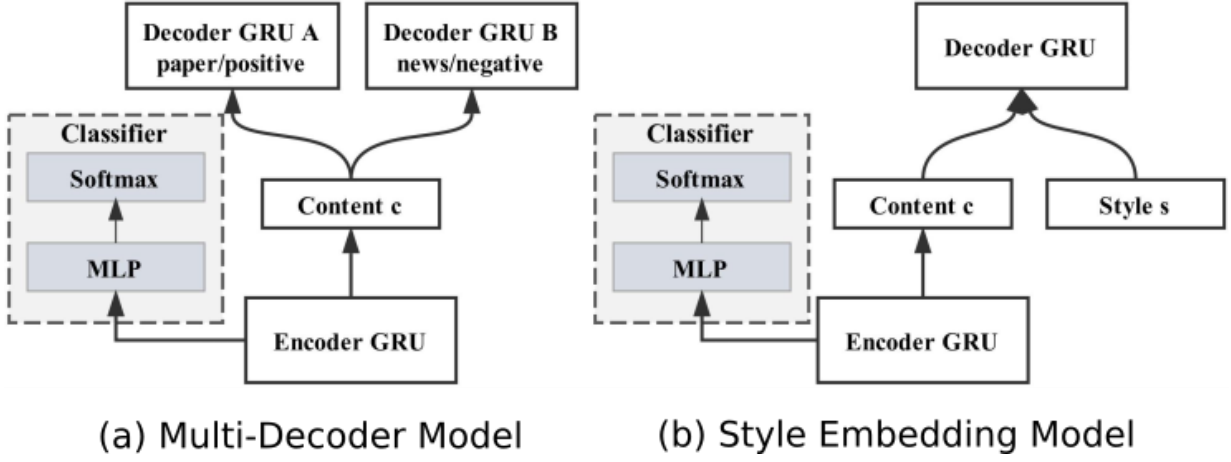 Decoder GRU A
paper/positive
Decoder GRU B
news/negative
Classifier
Softmax
Content c
MLP
Encoder GRU
(a) Multi-Decoder Model
Decoder GRU
Classifier
Softmax
Content c
Style s
MLP
Encoder GRU
(b) Style Embedding Model